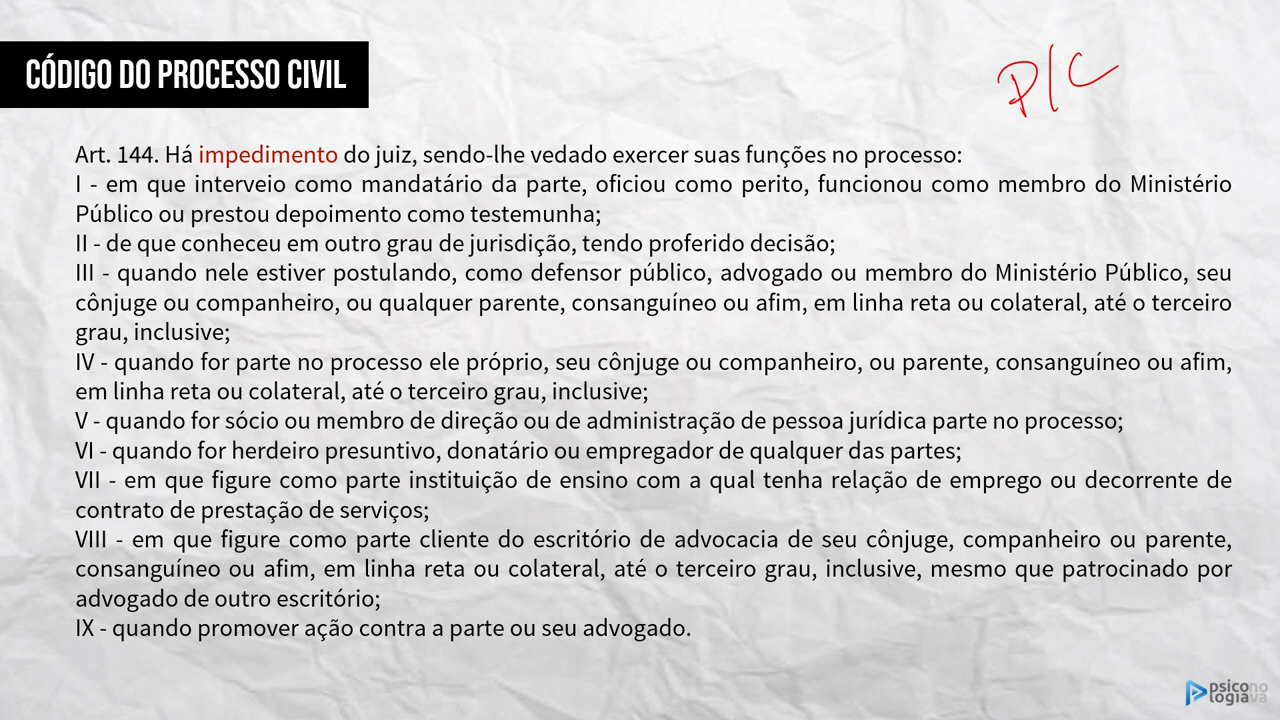 CÓDIGO DO PROCESSO CIVIL
P/C
Art. 144. Há impedimento do juiz, sendo-lhe vedado exercer suas funções no processo:
I - em que interveio como mandatário da parte, oficiou como perito, funcionou como membro do Ministério
Público ou prestou depoimento como testemunha;
II - de que conheceu em outro grau de jurisdição, tendo proferido decisão;
III - quando nele estiver postulando, como defensor público, advogado ou membro do Ministério Público, seu
cônjuge ou companheiro, ou qualquer parente, consanguíneo ou afim, em linha reta ou colateral, até o terceiro
grau, inclusive;
IV - quando for parte no processo ele próprio, seu cônjuge ou companheiro, ou parente, consanguíneo ou afim,
em linha reta ou colateral, até o terceiro grau, inclusive;
V - quando for sócio ou membro de direção ou de administração de pessoa jurídica parte no processo;
VI - quando for herdeiro presuntivo, donatário ou empregador de qualquer das partes;
VII - em que figure como parte instituição de ensino com a qual tenha relação de emprego ou decorrente de
contrato de prestação de serviços;
VIII - em que figure como parte cliente do escritório de advocacia de seu cônjuge, companheiro ou parente,
consanguíneo ou afim, em linha reta ou colateral, até o terceiro grau, inclusive, mesmo que patrocinado por
advogado de outro escritório;
IX - quando promover ação contra a parte ou seu advogado.
psicono
logiava